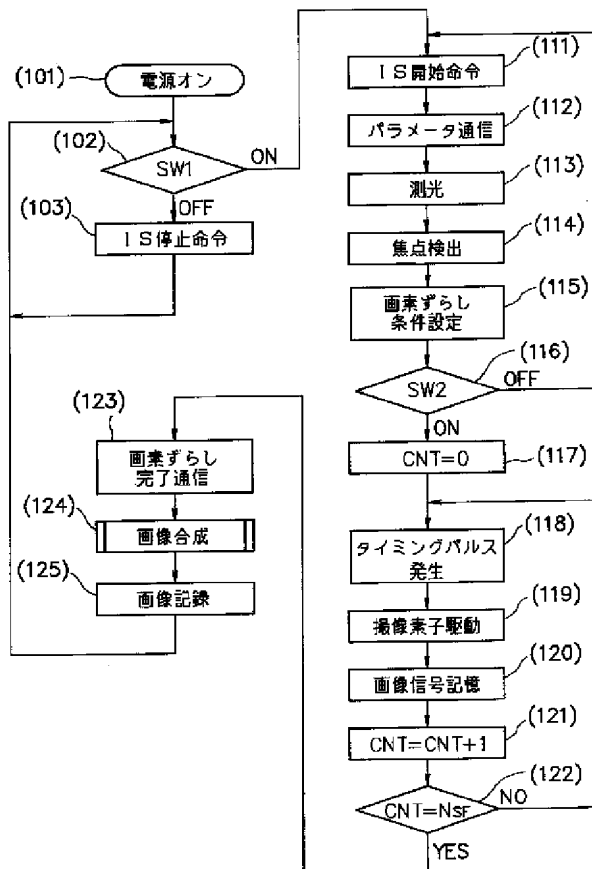 (101)
電源オン
(102)
SW1
ON
OFF
(103)
IS停止命令
(111)
IS開始命令
(112)
パラメータ通信
(113)
測光
(114)
焦点検出
(115)
画素ずらし
条件設定
(116)
SW2
OFF
ON
(117)
CNT=0
(118)
タイミングパルス
発生
(119)
撮像素子駆動
(120)
画像信号記憶
(121)
CNT=CNT+1
(122)
CNT=NSF
NO
YES
(123)
画素ずらし
完了通信
(124)
画像合成
(125)
画像記録